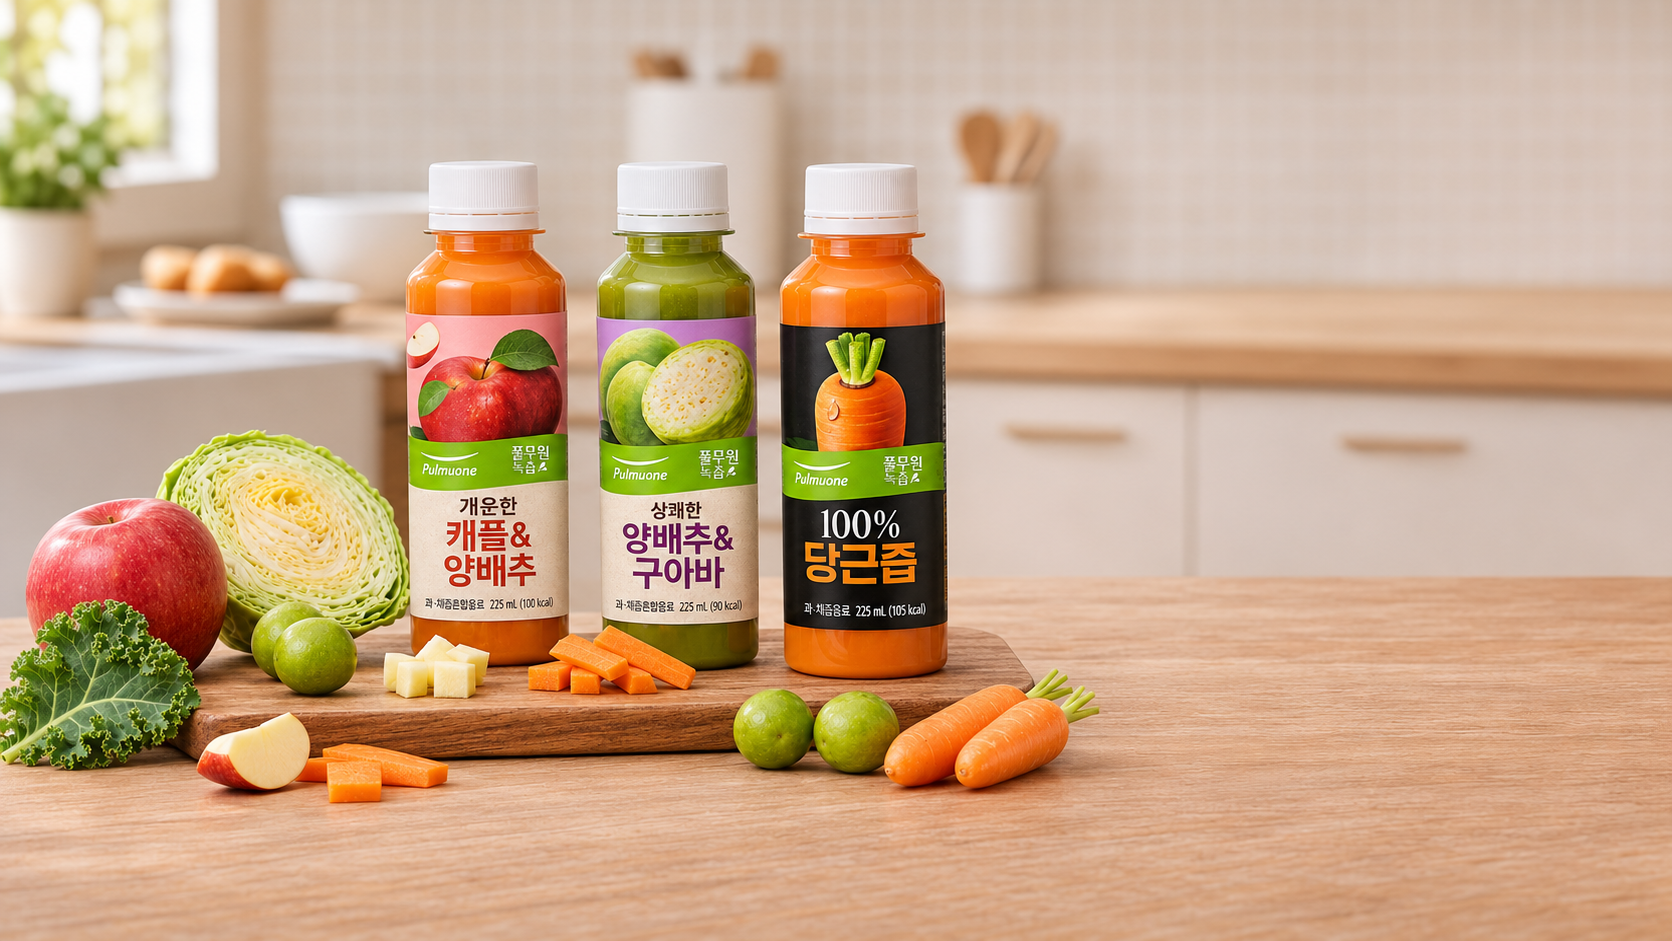 Pulmuone
풀무원
녹즙
개운한
캐플&
양배추
과·채즙혼합음료 225 mL (100 kcal)
Pulmuone
풀무원
녹즙
상쾌한
양배추&
구아바
과·채즙혼합음료 225 mL (90 kcal)
Pulmuone
풀무원
녹즙
100%
당근즙
과·채즙음료 225 mL (105 kcal)